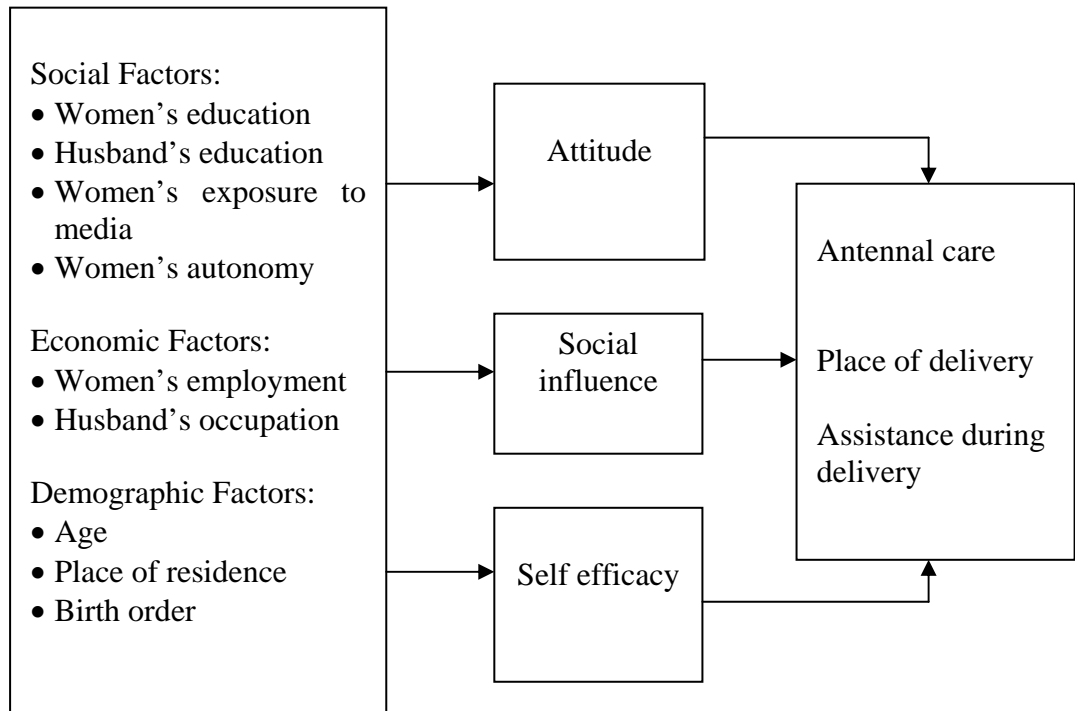 Social Factors:
• Women’s education
• Husband’s education
• Women’s exposure to
media
• Women’s autonomy
Economic Factors:
• Women’s employment
• Husband’s occupation
Demographic Factors:
• Age
• Place of residence
• Birth order
Attitude
Social
influence
Self efficacy
Antennal care
Place of delivery
Assistance during
delivery